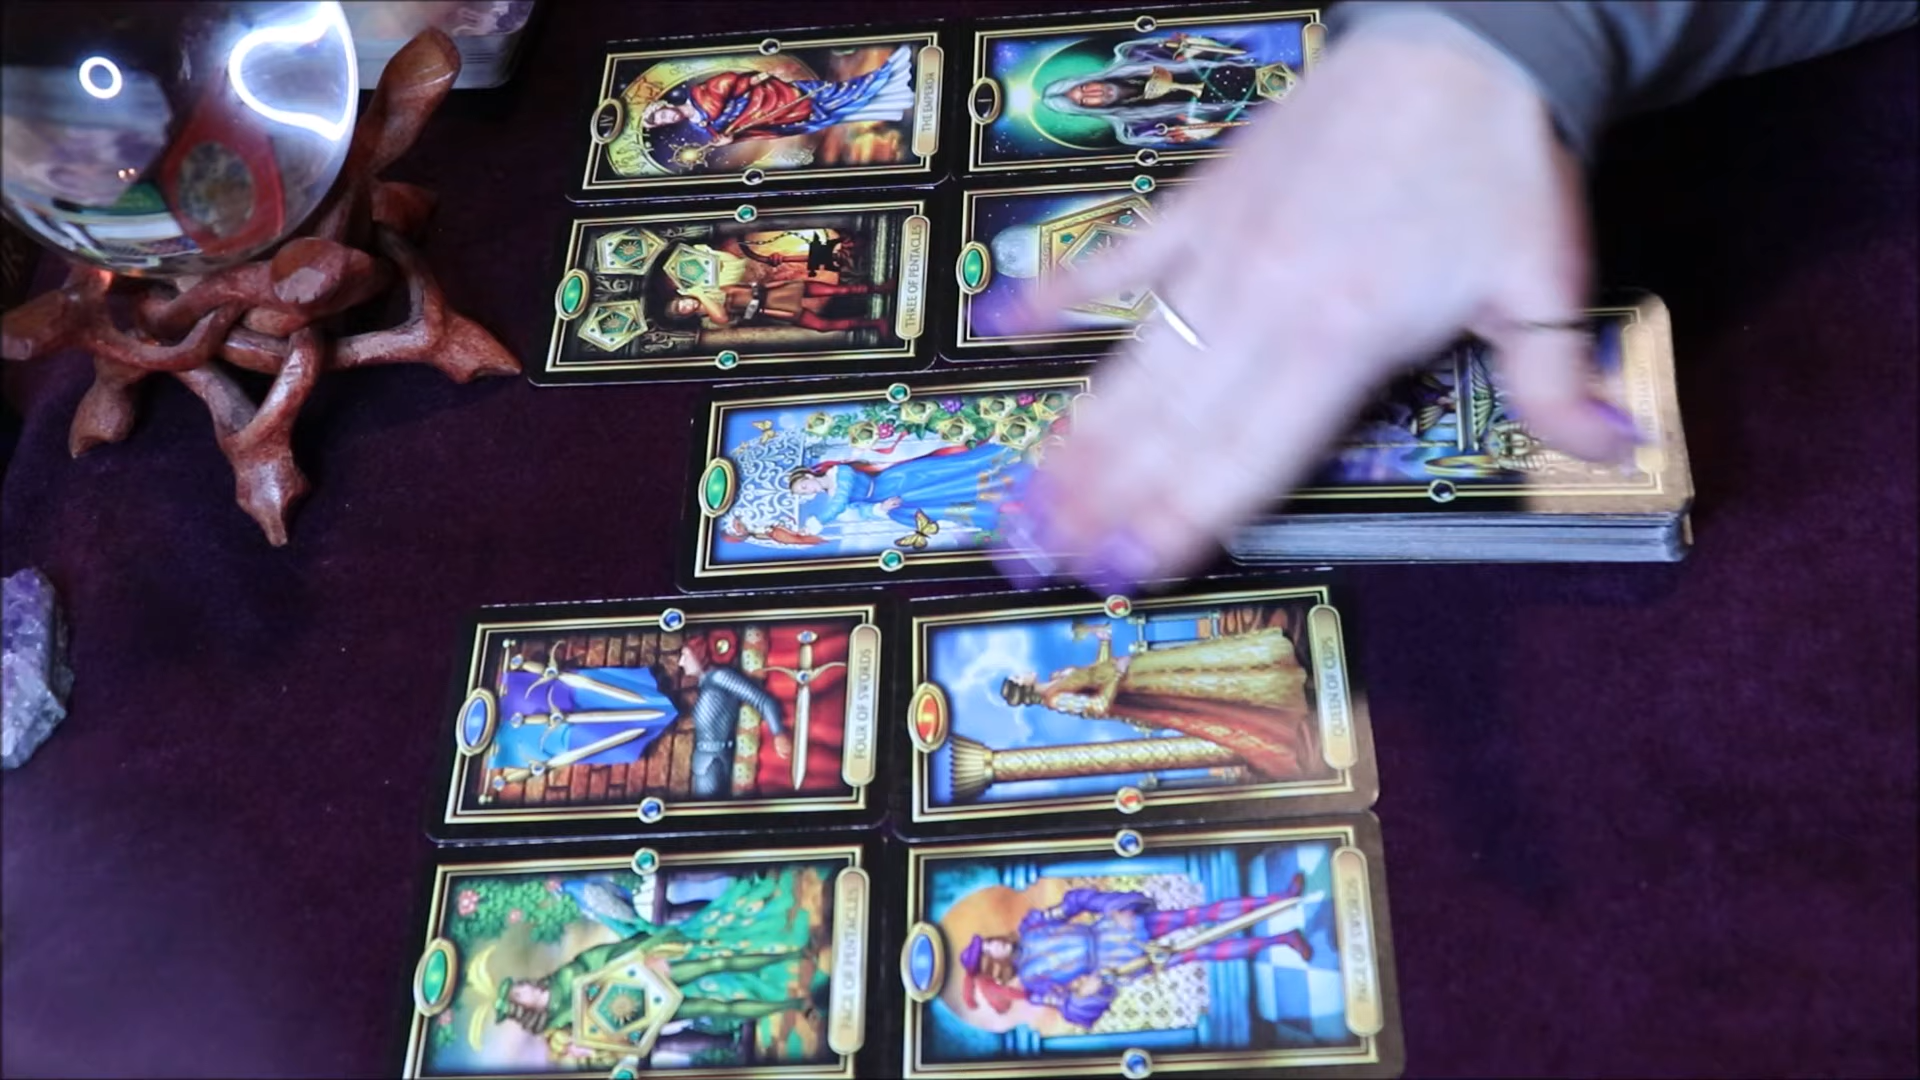 IV
THE EMPEROR
I
THREE OF PENTACLES
FOUR OF SWORDS
QUEEN OF CUPS
PAGE OF PENTACLES
PAGE OF SWORDS